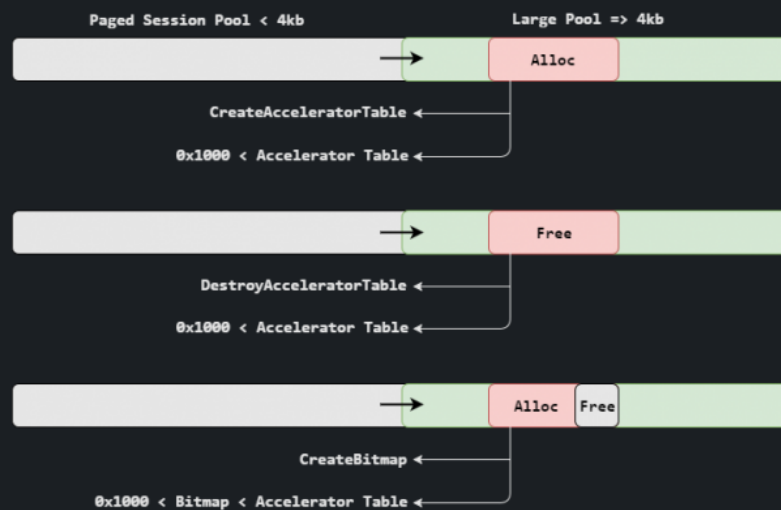 Paged Session Pool < 4kb
Large Pool => 4kb
Alloc
CreateAcceleratorTable
0x1000 < Accelerator Table
Free
DestroyAcceleratorTable
0x1000 < Accelerator Table
Alloc
Free
CreateBitmap
0x1000 < Bitmap < Accelerator Table